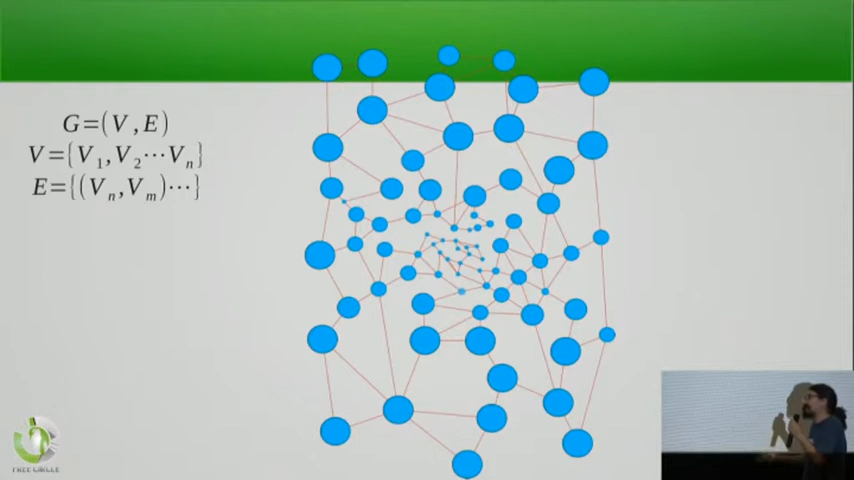 G=(V,E)
V={V₁,V₂⋯Vₙ}
E={(Vₙ,Vₘ)⋯}
FREE CIRCLE